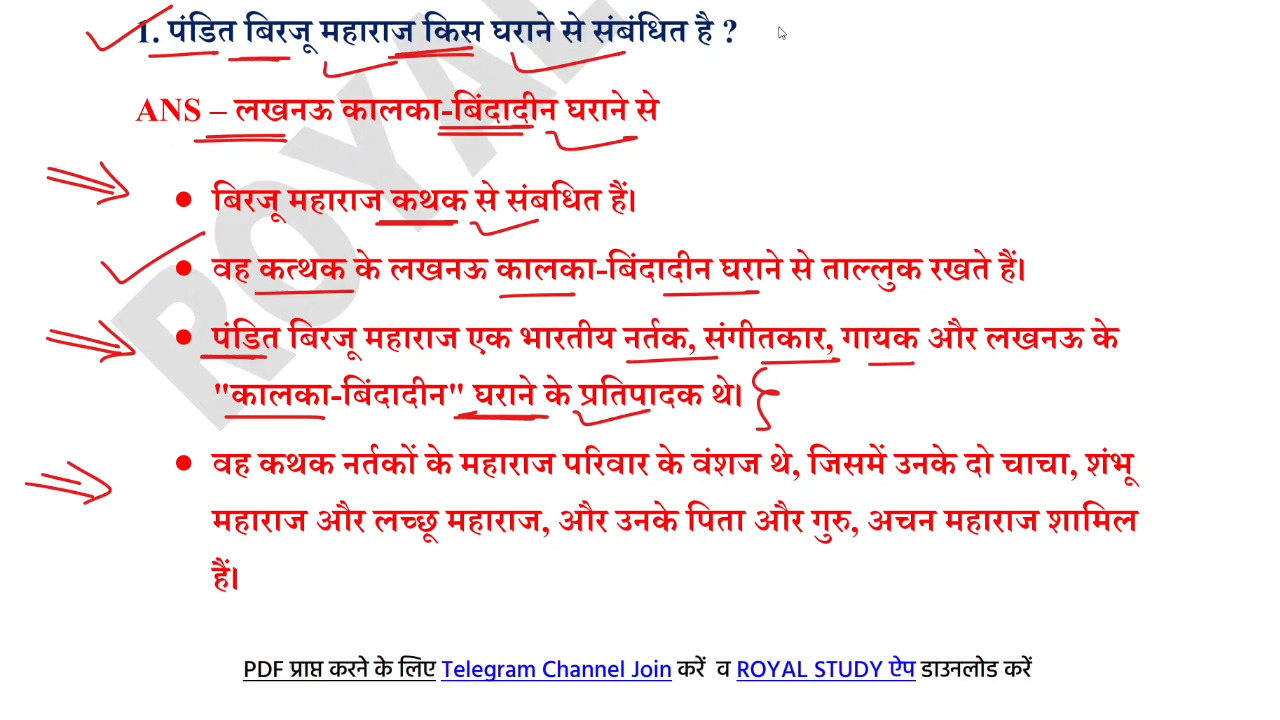 1. पंडित बिरजू महाराज किस घराने से संबंधित है ?
ANS – लखनऊ कालका-बिंदादीन घराने से
• बिरजू महाराज कथक से संबधित हैं।
• वह कत्थक के लखनऊ कालका-बिंदादीन घराने से ताल्लुक रखते हैं।
• पंडित बिरजू महाराज एक भारतीय नर्तक, संगीतकार, गायक और लखनऊ के
"कालका-बिंदादीन" घराने के प्रतिपादक थे।
• वह कथक नर्तकों के महाराज परिवार के वंशज थे, जिसमें उनके दो चाचा, शंभू
महाराज और लच्छू महाराज, और उनके पिता और गुरु, अचन महाराज शामिल
हैं।
ROYAL
PDF प्राप्त करने के लिए Telegram Channel Join करें व ROYAL STUDY ऐप डाउनलोड करें